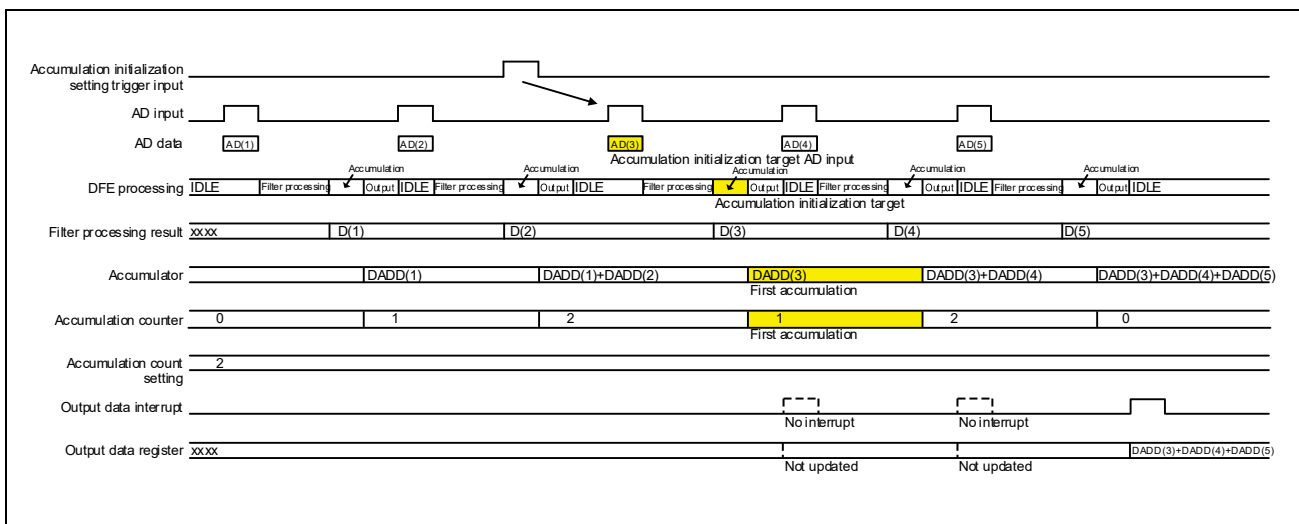 Accumulation initialization
setting trigger input
AD input
AD data
AD(1)
AD(2)
AD(3)
AD(4)
AD(5)
Accumulation initialization target AD input
Accumulation
Accumulation
Accumulation
Accumulation
Accumulation
DFE processing
IDLE
Filter processing
Output
IDLE
Filter processing
Output
IDLE
Filter processing
Output
IDLE
Filter processing
Output
IDLE
Filter processing
Output
IDLE
Accumulation initialization target
Filter processing result
xxxx
D(1)
D(2)
D(3)
D(4)
D(5)
Accumulator
DADD(1)
DADD(1)+DADD(2)
DADD(3)
DADD(3)+DADD(4)
DADD(3)+DADD(4)+DADD(5)
First accumulation
Accumulation counter
0
1
2
1
2
0
First accumulation
Accumulation count
setting
2
Output data interrupt
No interrupt
No interrupt
Output data register
xxxx
DADD(3)+DADD(4)+DADD(5)
Not updated
Not updated